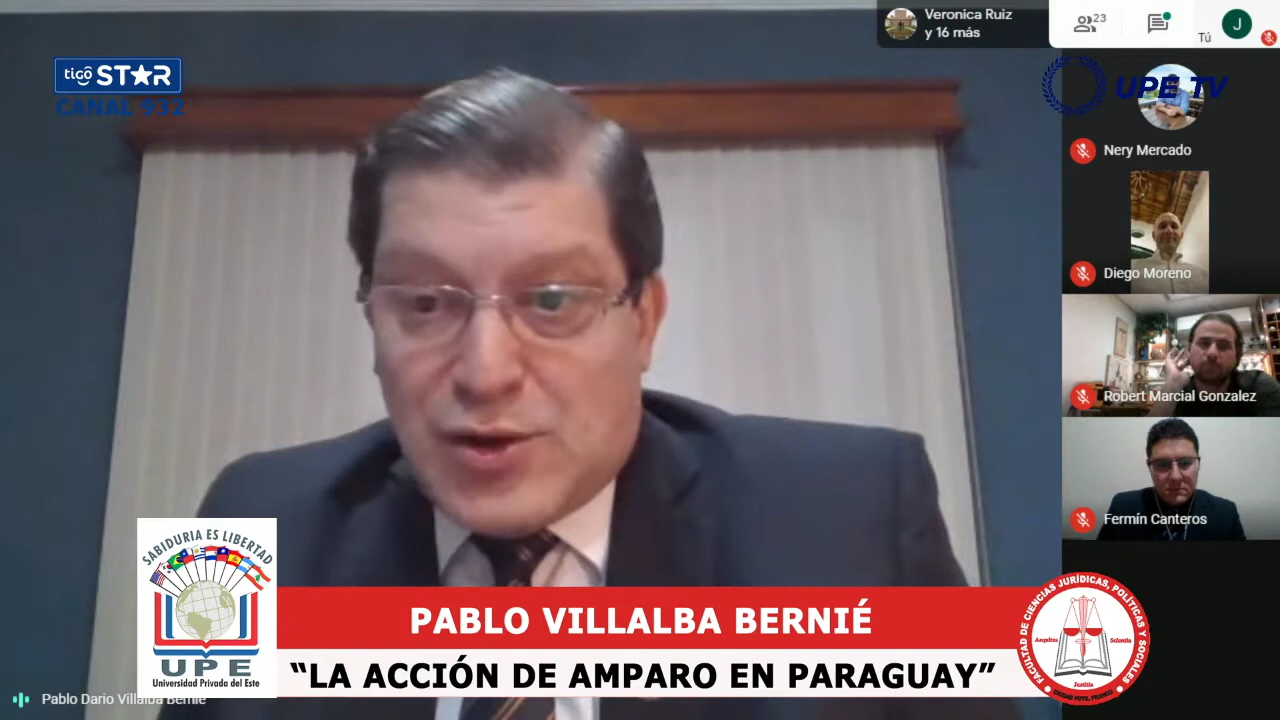 Veronica Ruiz
y 16 más
23
Tú
J
tigo STAR
CANAL 932
UPE TV
Nery Mercado
Diego Moreno
Robert Marcial Gonzalez
Fermín Canteros
SABIDURIA ES LIBERTAD
UPE
Universidad Privada del Este
PABLO VILLALBA BERNIÉ
“LA ACCIÓN DE AMPARO EN PARAGUAY”
FACULTAD DE CIENCIAS JURÍDICAS, POLÍTICAS Y SOCIALES
Aequitas
Scientia
Justitia
Pablo Dario Villalba Bernié